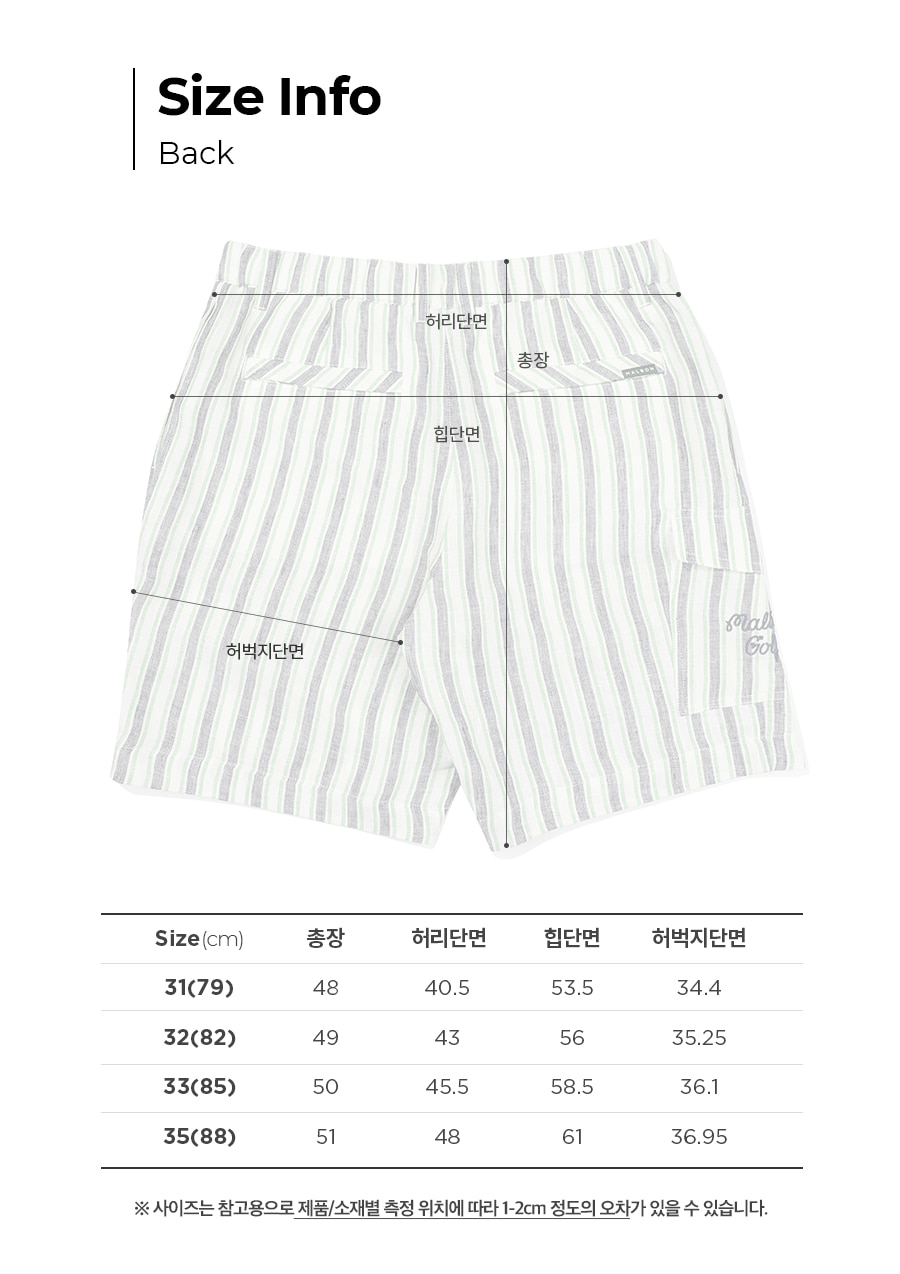 Size Info
Back
허리단면
총장
MALBON
힙단면
허벅지단면
Size(cm) 총장 허리단면 힙단면 허벅지단면
31(79) 48 40.5 53.5 34.4
32(82) 49 43 56 35.25
33(85) 50 45.5 58.5 36.1
35(88) 51 48 61 36.95
※ 사이즈는 참고용으로 제품/소재별 측정 위치에 따라 1-2cm 정도의 오차가 있을 수 있습니다.